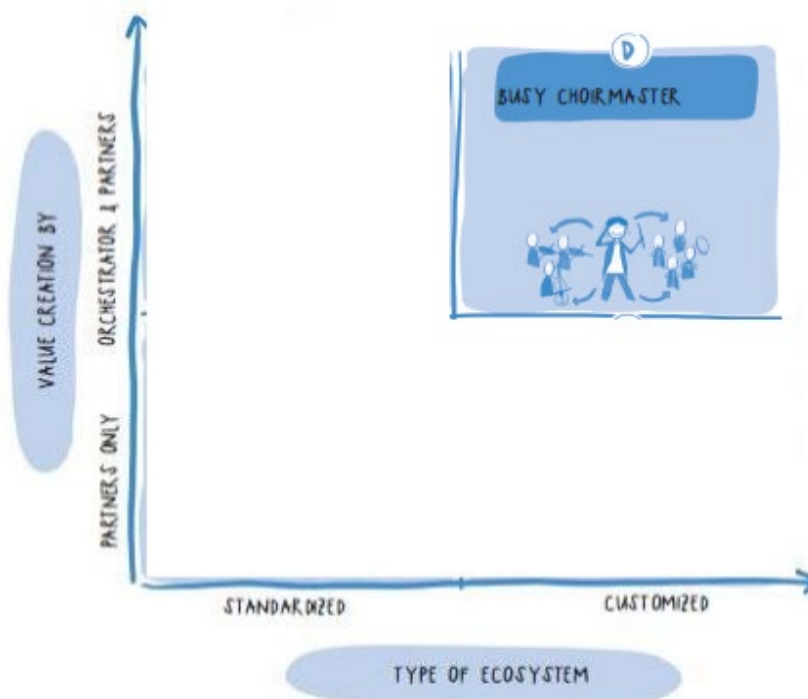 D
BUSY CHOIRMASTER
VALUE CREATION BY
ORCHESTRATOR & PARTNERS
PARTNERS ONLY
STANDARDIZED
CUSTOMIZED
TYPE OF ECOSYSTEM